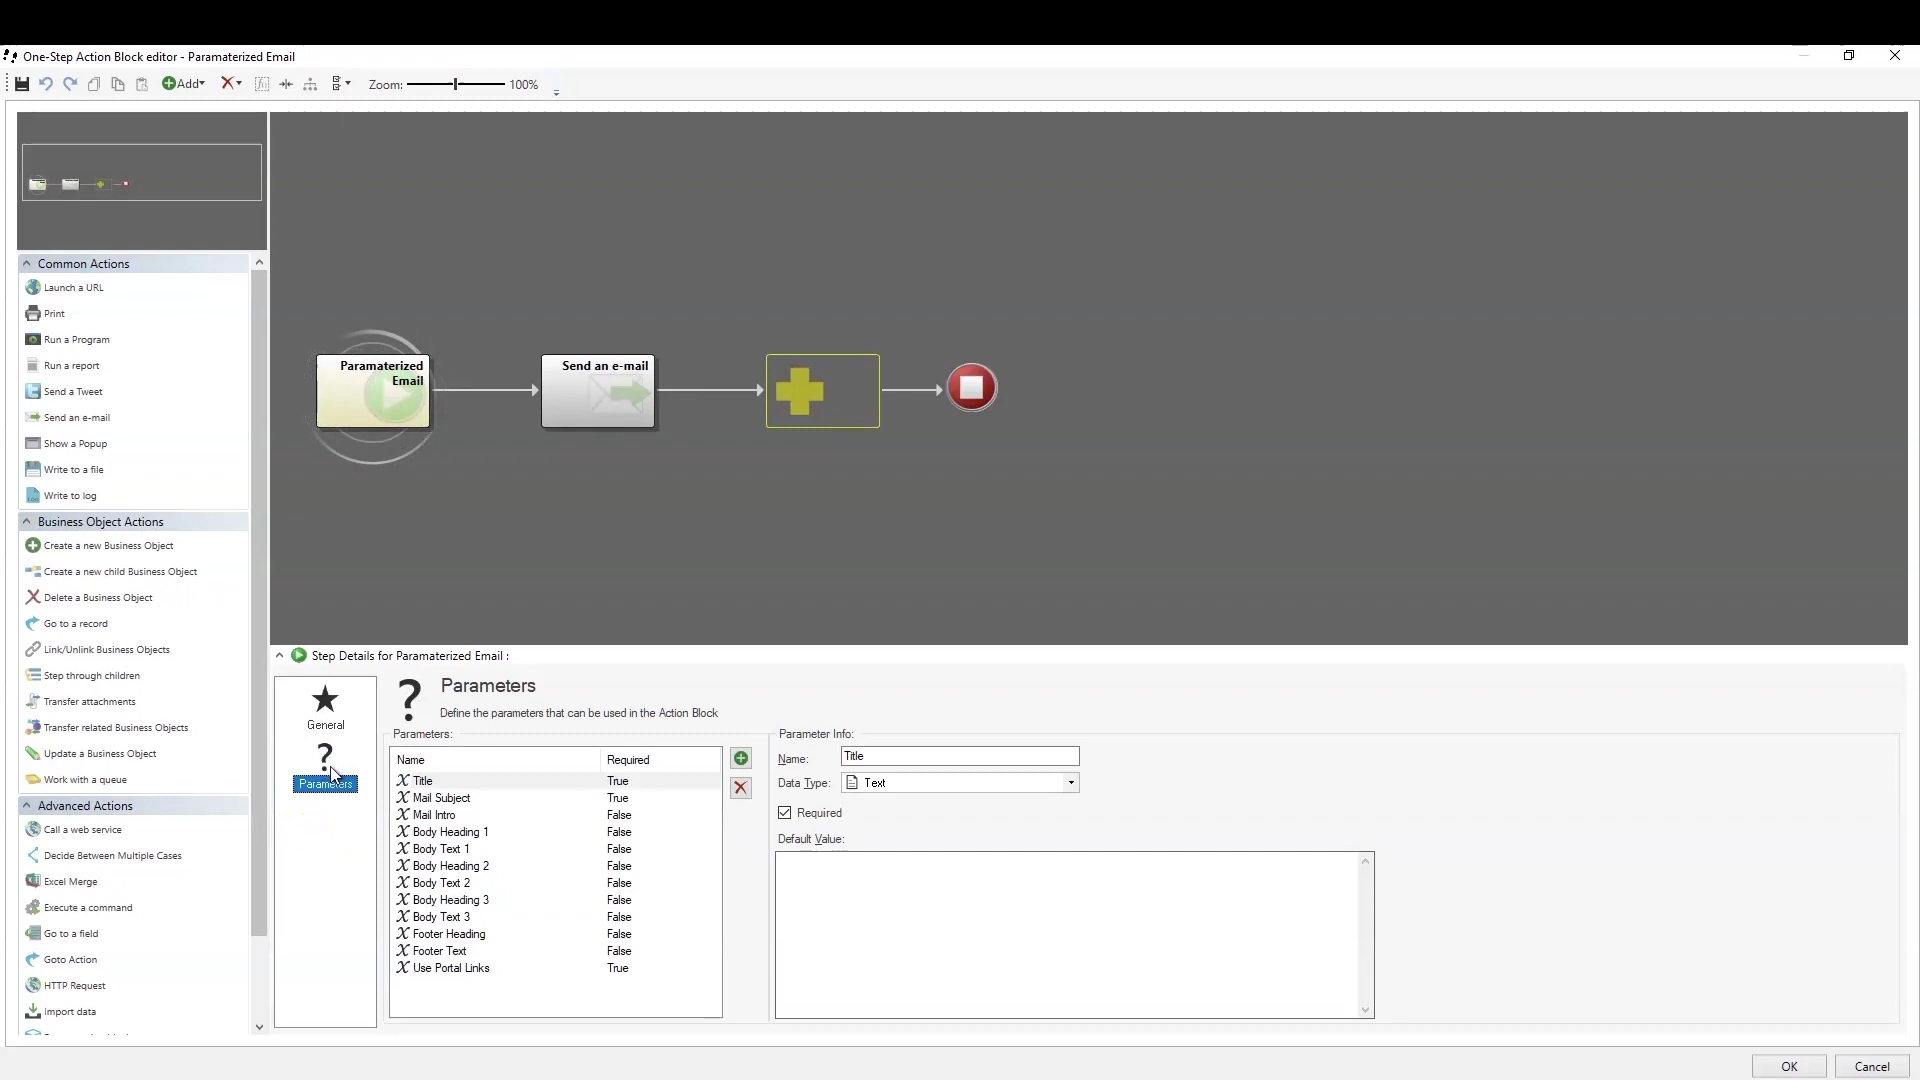 One-Step Action Block editor - Paramaterized Email
Add
Zoom: 100%
Common Actions
Launch a URL
Print
Run a Program
Run a report
Send a Tweet
Send an e-mail
Show a Popup
Write to a file
Write to log
Business Object Actions
Create a new Business Object
Create a new child Business Object
Delete a Business Object
Go to a record
Link/Unlink Business Objects
Step through children
Transfer attachments
Transfer related Business Objects
Update a Business Object
Work with a queue
Advanced Actions
Call a web service
Decide Between Multiple Cases
Excel Merge
Execute a command
Go to a field
Goto Action
HTTP Request
Import data
Paramaterized
Email
Send an e-mail
Step Details for Paramaterized Email :
General
Parameters
Parameters
Define the parameters that can be used in the Action Block
Parameters:
Name Required
Title True
Mail Subject True
Mail Intro False
Body Heading 1 False
Body Text 1 False
Body Heading 2 False
Body Text 2 False
Body Heading 3 False
Body Text 3 False
Footer Heading False
Footer Text False
Use Portal Links True
Parameter Info:
Name: Title
Data Type: Text
Required
Default Value:
OK Cancel